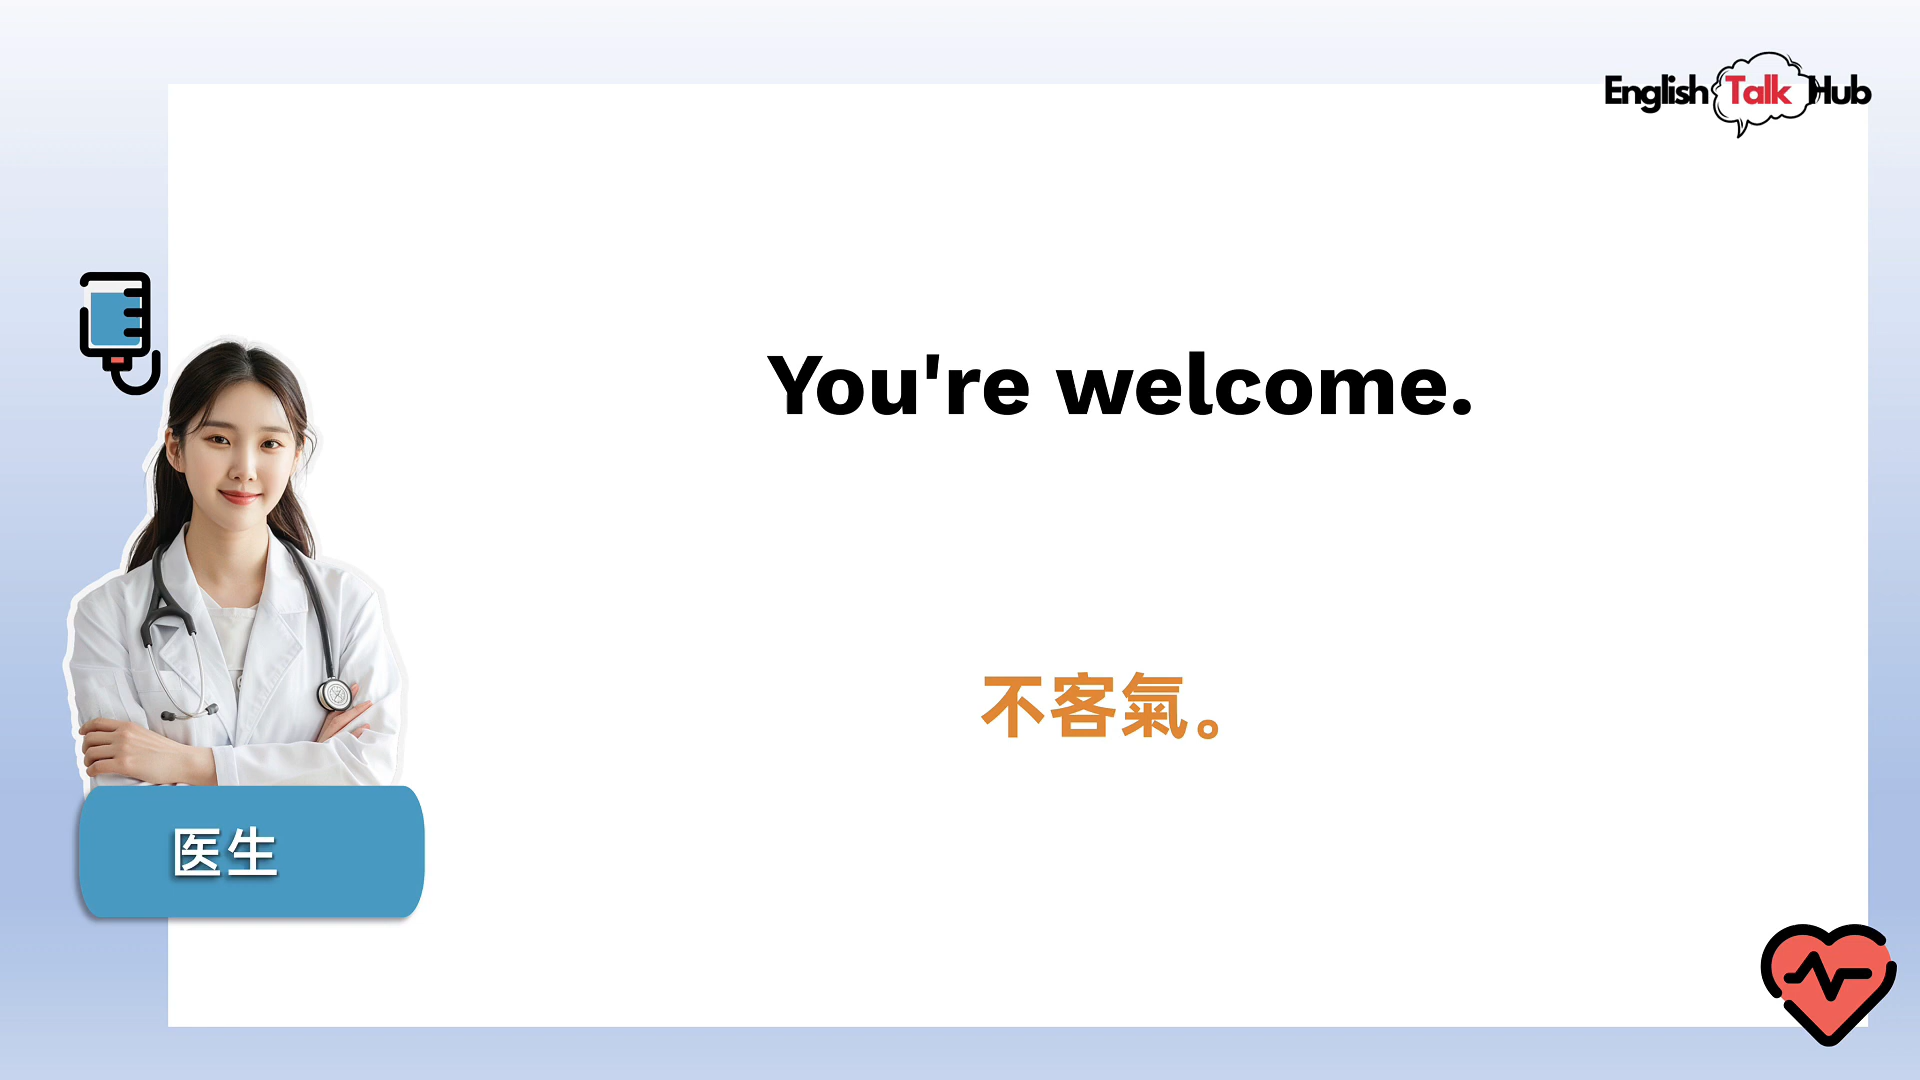 English Talk Hub
You're welcome.
不客氣。
医生